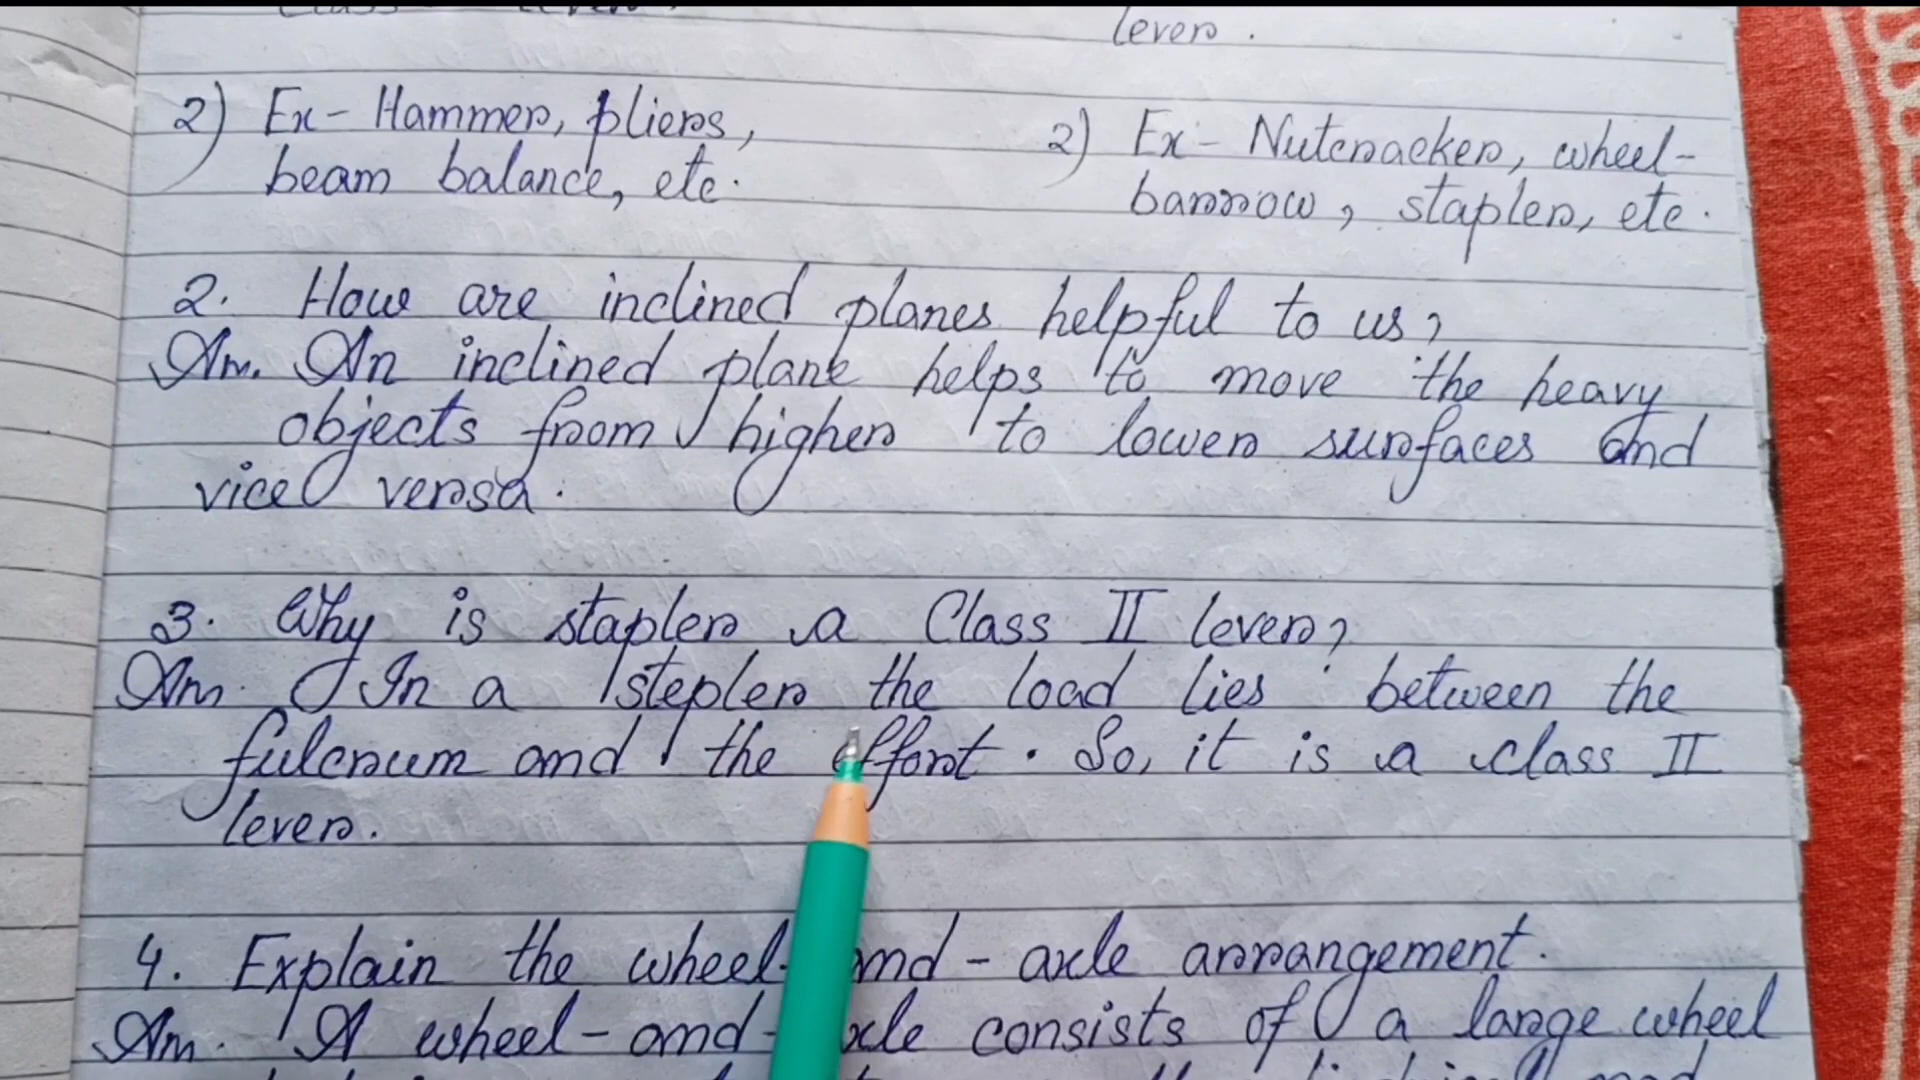 lever.
2) Ex- Hammer, pliers,
beam balance, etc.
2) Ex- Nutcracker, wheel-
barrow, stapler, etc.
2. How are inclined planes helpful to us?
Ans. An inclined plane helps to move the heavy
objects from higher to lower surfaces and
vice versa.
3. Why is stapler a Class II lever?
Ans. In a stepler the load lies between the
fulcrum and the effort. So, it is a class II
lever.
4. Explain the wheel-and-axle arrangement.
Ans. A wheel-and-axle consists of a large wheel